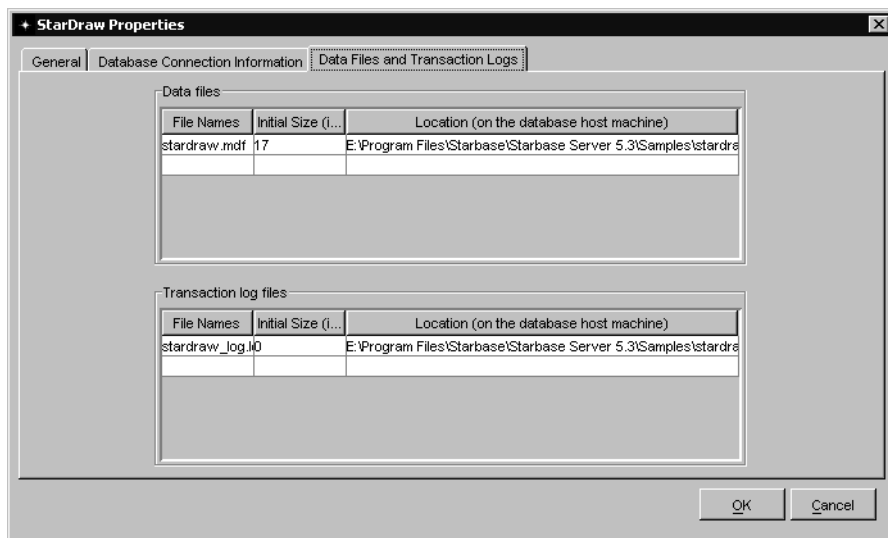 StarDraw Properties
General Database Connection Information Data Files and Transaction Logs
Data files
File Names Initial Size (i... Location (on the database host machine)
stardraw.mdf 17 E:\Program Files\Starbase\Starbase Server 5.3\Samples\stardra
Transaction log files
File Names Initial Size (i... Location (on the database host machine)
stardraw_log.l 0 E:\Program Files\Starbase\Starbase Server 5.3\Samples\stardra
OK Cancel